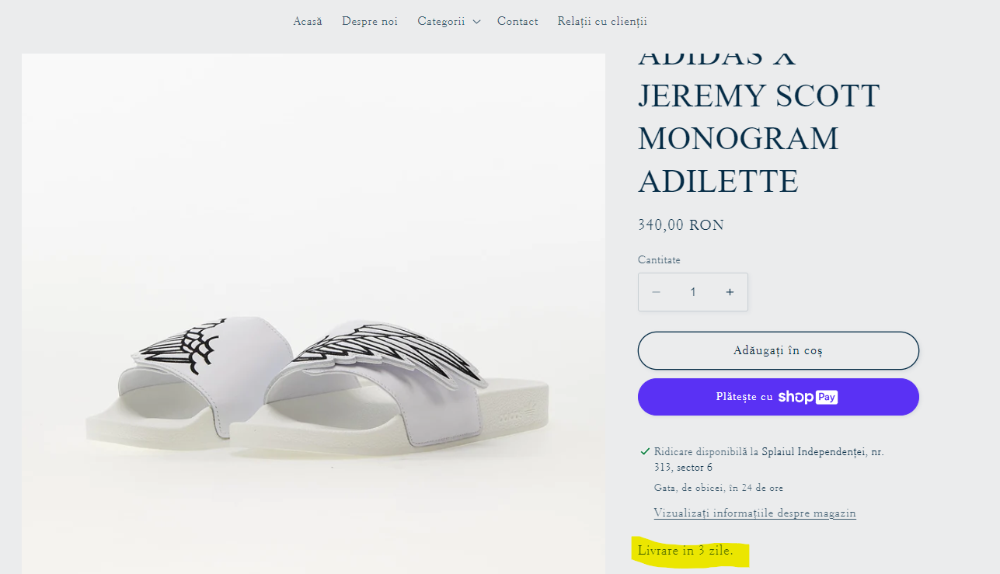 Acasă
Despre noi
Categorii
Contact
Relații cu clienții
ADIDAS X
JEREMY SCOTT
MONOGRAM
ADILETTE
340,00 RON
Cantitate
− 1 +
Adăugați în coș
Plătește cu shop Pay
Ridicare disponibilă la Splaiul Independenței, nr.
313, sector 6
Gata, de obicei, în 24 de ore
Vizualizați informațiile despre magazin
Livrare in 3 zile.